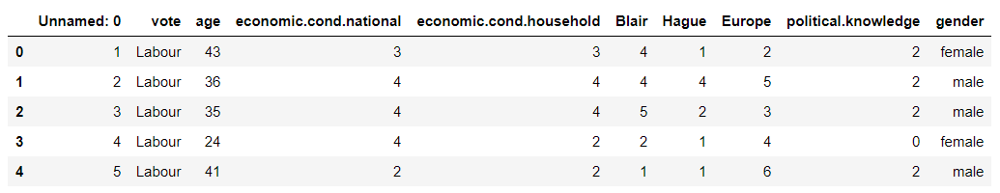 Unnamed: 0 vote age economic.cond.national economic.cond.household Blair Hague Europe political.knowledge gender
0 1 Labour 43 3 3 4 1 2 2 female
1 2 Labour 36 4 4 4 4 5 2 male
2 3 Labour 35 4 4 5 2 3 2 male
3 4 Labour 24 4 2 2 1 4 0 female
4 5 Labour 41 2 2 1 1 6 2 male